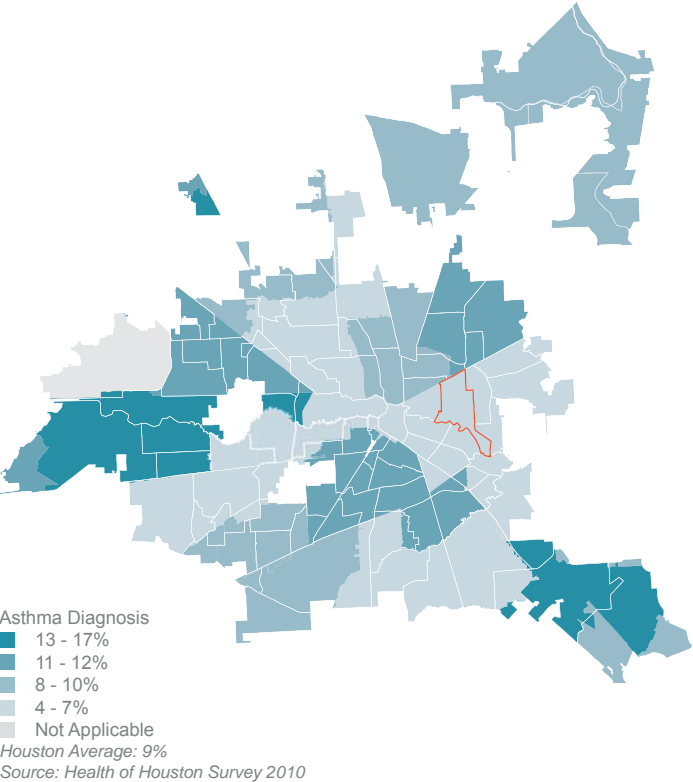 Asthma Diagnosis
13 - 17%
11 - 12%
8 - 10%
4 - 7%
Not Applicable
Houston Average: 9%
Source: Health of Houston Survey 2010